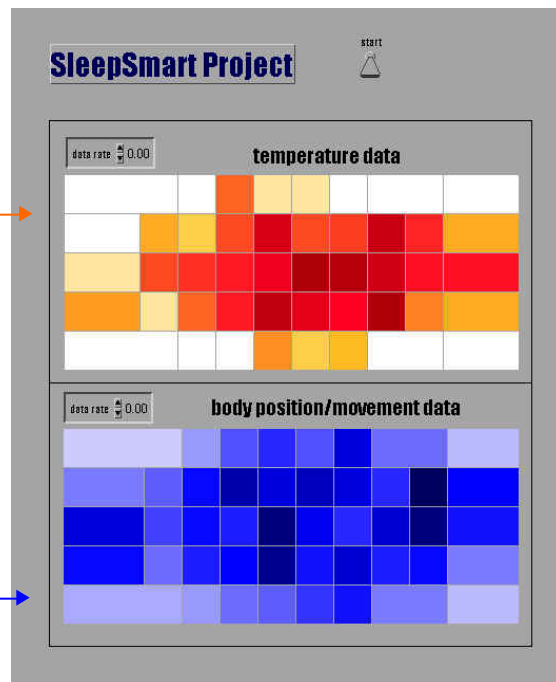 SleepSmart Project
start
data rate 0.00
temperature data
data rate 0.00
body position/movement data